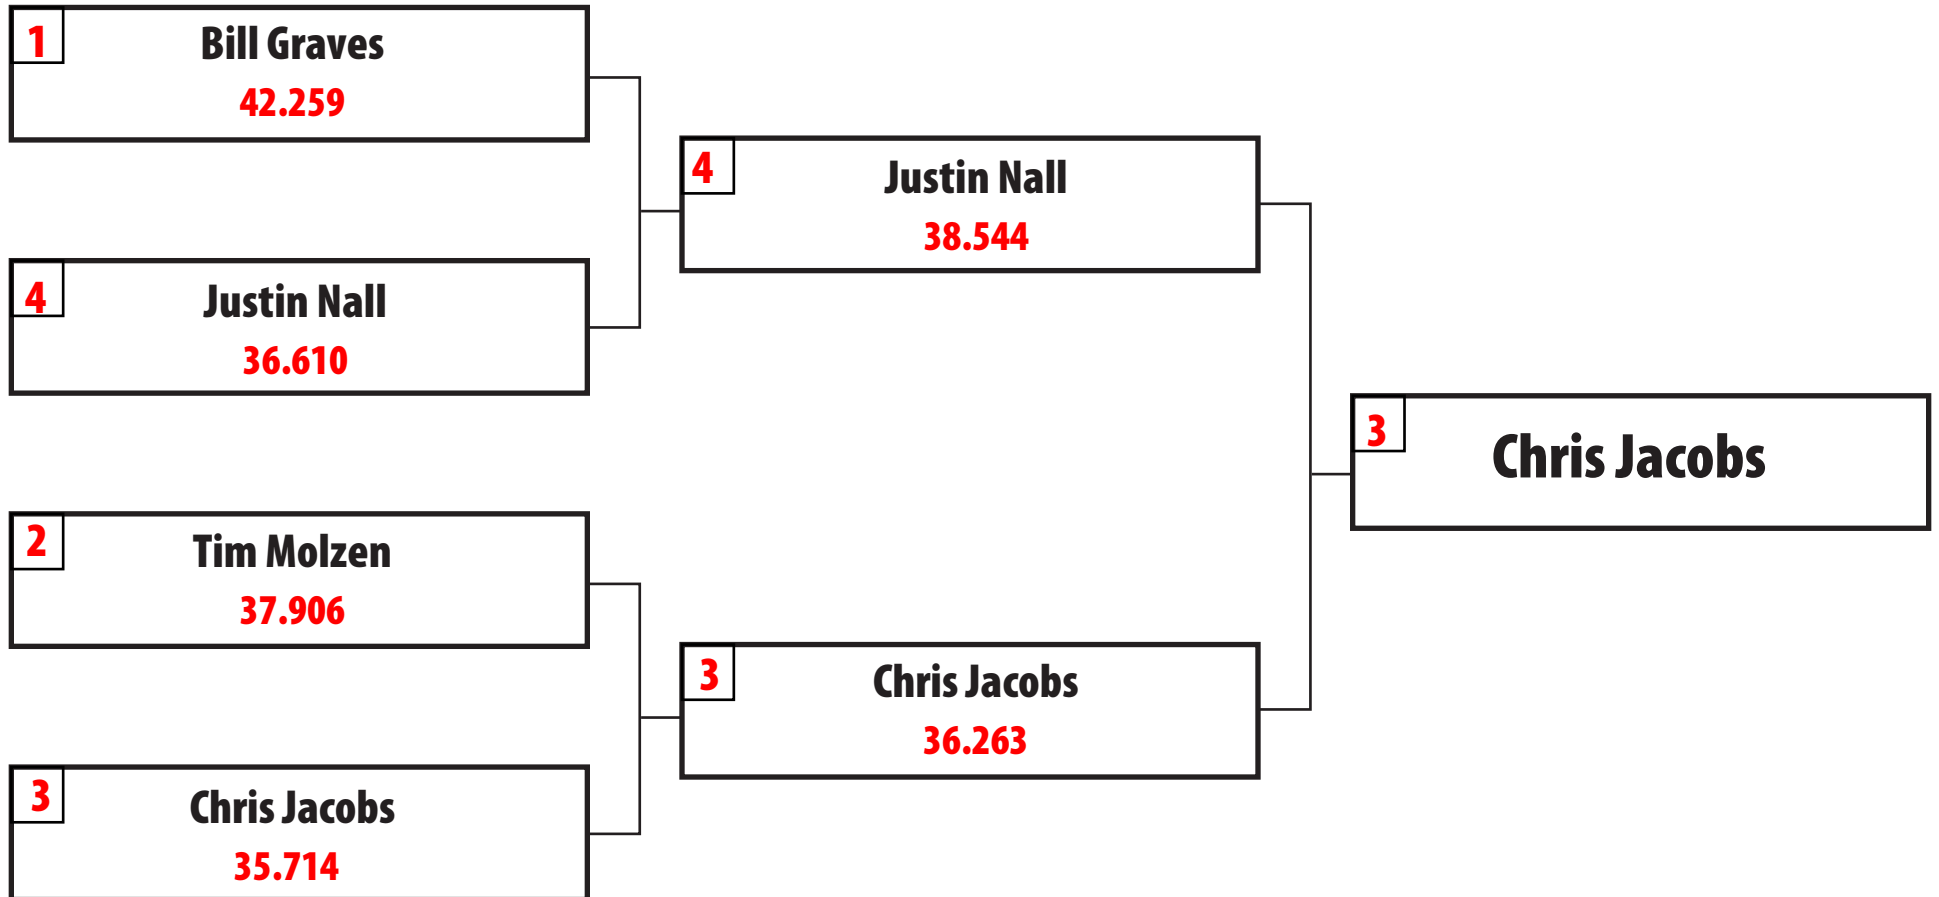 1
Bill Graves
42.259
4
Justin Nall
36.610
2
Tim Molzen
37.906
3
Chris Jacobs
35.714
4
Justin Nall
38.544
3
Chris Jacobs
36.263
3
Chris Jacobs